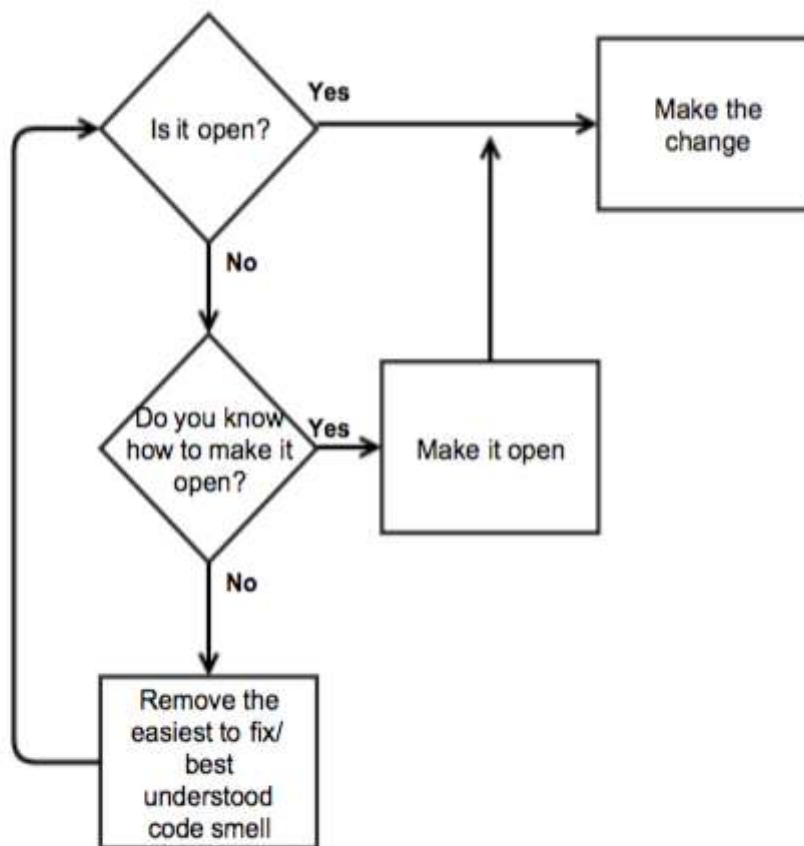 Is it open?
Yes
Make the
change
No
Do you know
how to make it
open?
Yes
Make it open
No
Remove the
easiest to fix/
best
understood
code smell